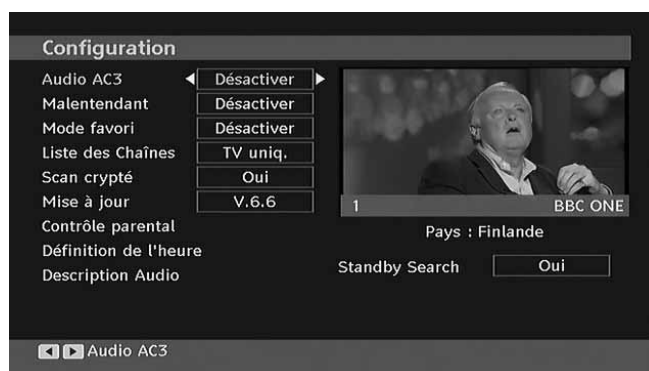 Configuration
Audio AC3 Désactiver
Malentendant Désactiver
Mode favori Désactiver
Liste des Chaînes TV uniq.
Scan crypté Oui
Mise à jour V.6.6
Contrôle parental
Définition de l'heure
Description Audio
1 BBC ONE
Pays : Finlande
Standby Search Oui
Audio AC3